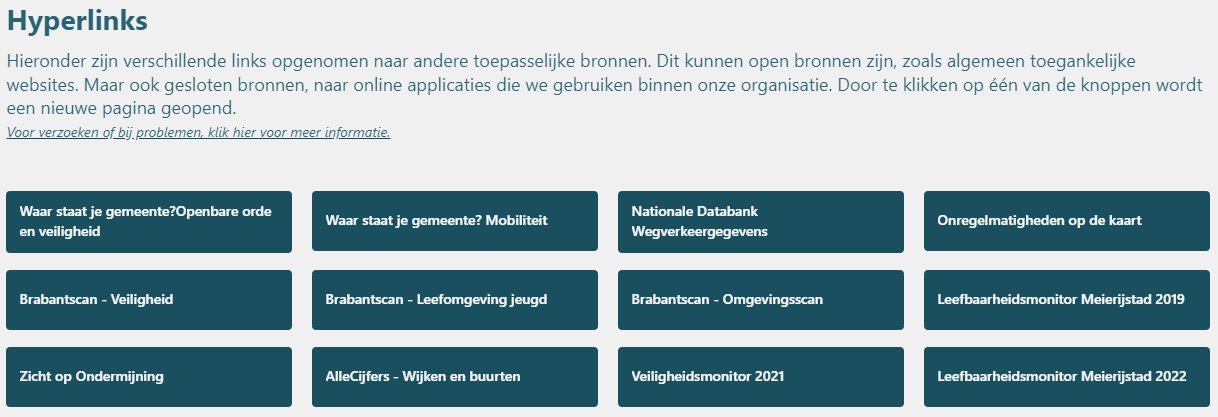 Hyperlinks
Hieronder zijn verschillende links opgenomen naar andere toepasselijke bronnen. Dit kunnen open bronnen zijn, zoals algemeen toegankelijke
websites. Maar ook gesloten bronnen, naar online applicaties die we gebruiken binnen onze organisatie. Door te klikken op één van de knoppen wordt
een nieuwe pagina geopend.
Voor verzoeken of bij problemen, klik hier voor meer informatie.
Waar staat je gemeente?Openbare orde
en veiligheid
Waar staat je gemeente? Mobiliteit
Nationale Databank
Wegverkeergegevens
Onregelmatigheden op de kaart
Brabantscan - Veiligheid
Brabantscan - Leefomgeving jeugd
Brabantscan - Omgevingsscan
Leefbaarheidsmonitor Meierijstad 2019
Zicht op Ondermijning
AlleCijfers - Wijken en buurten
Veiligheidsmonitor 2021
Leefbaarheidsmonitor Meierijstad 2022